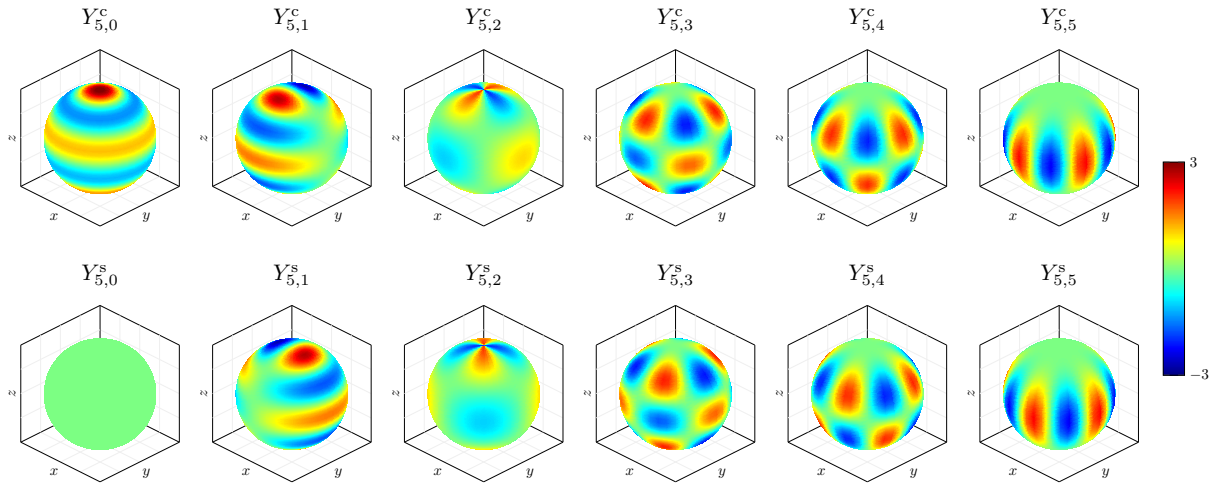 Y^c_{5,0} Y^c_{5,1} Y^c_{5,2} Y^c_{5,3} Y^c_{5,4} Y^c_{5,5}
z z z z z z
x y x y x y x y x y x y
3
Y^s_{5,0} Y^s_{5,1} Y^s_{5,2} Y^s_{5,3} Y^s_{5,4} Y^s_{5,5}
−3
z z z z z z
x y x y x y x y x y x y